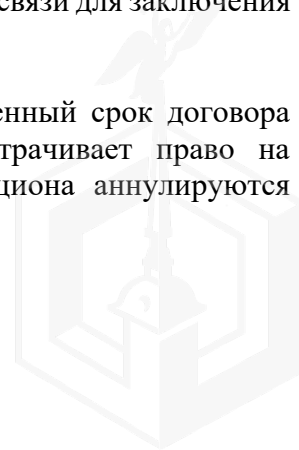 связи для заключения
енный срок договора
трачивает право на
циона аннулируются